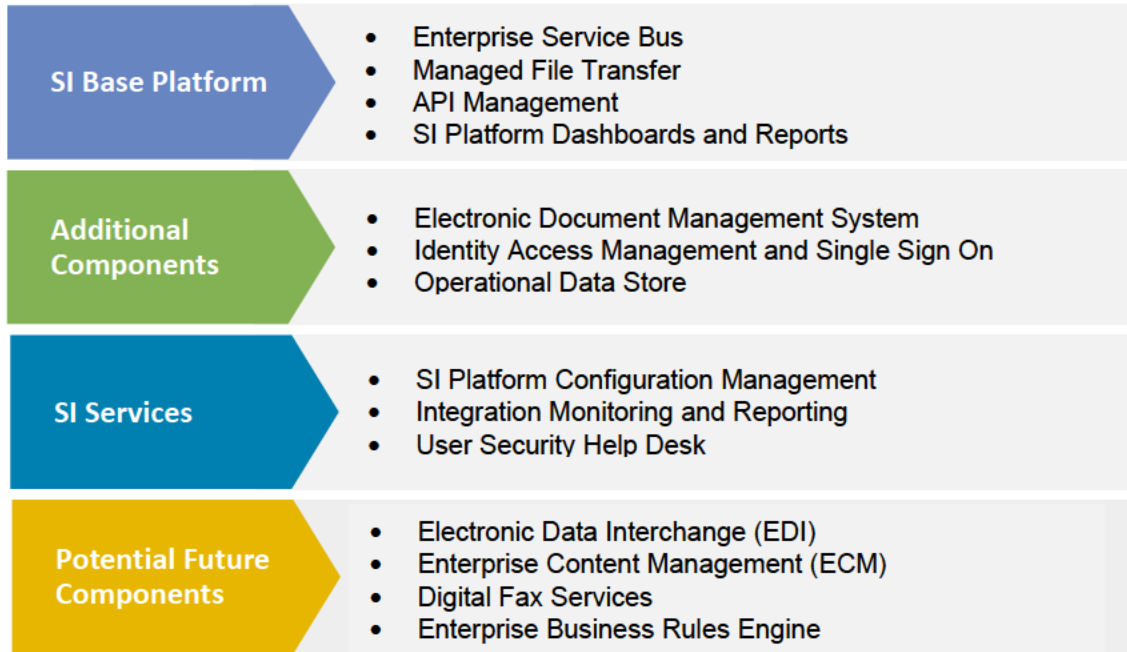 SI Base Platform
• Enterprise Service Bus
• Managed File Transfer
• API Management
• SI Platform Dashboards and Reports
Additional
Components
• Electronic Document Management System
• Identity Access Management and Single Sign On
• Operational Data Store
SI Services
• SI Platform Configuration Management
• Integration Monitoring and Reporting
• User Security Help Desk
Potential Future
Components
• Electronic Data Interchange (EDI)
• Enterprise Content Management (ECM)
• Digital Fax Services
• Enterprise Business Rules Engine